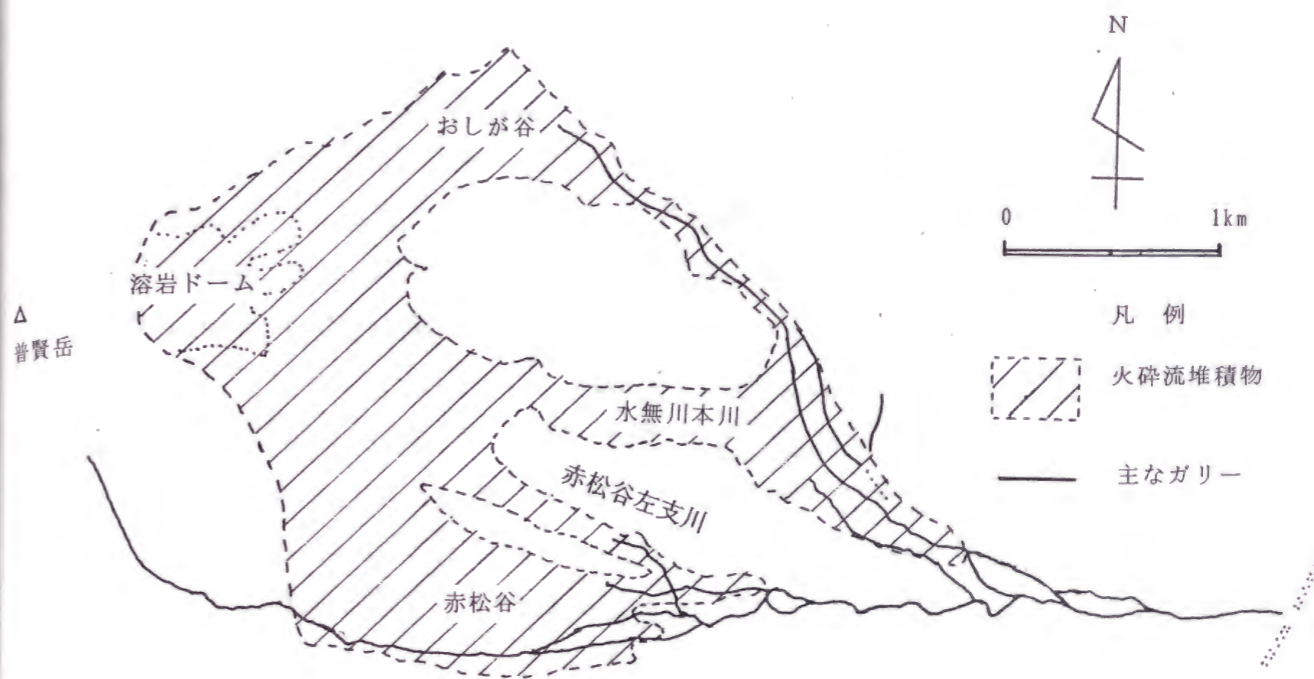 N
0 1km
凡 例
火砕流堆積物
主なガリー
おしが谷
溶岩ドーム
△
普賢岳
水無川本川
赤松谷左支川
赤松谷